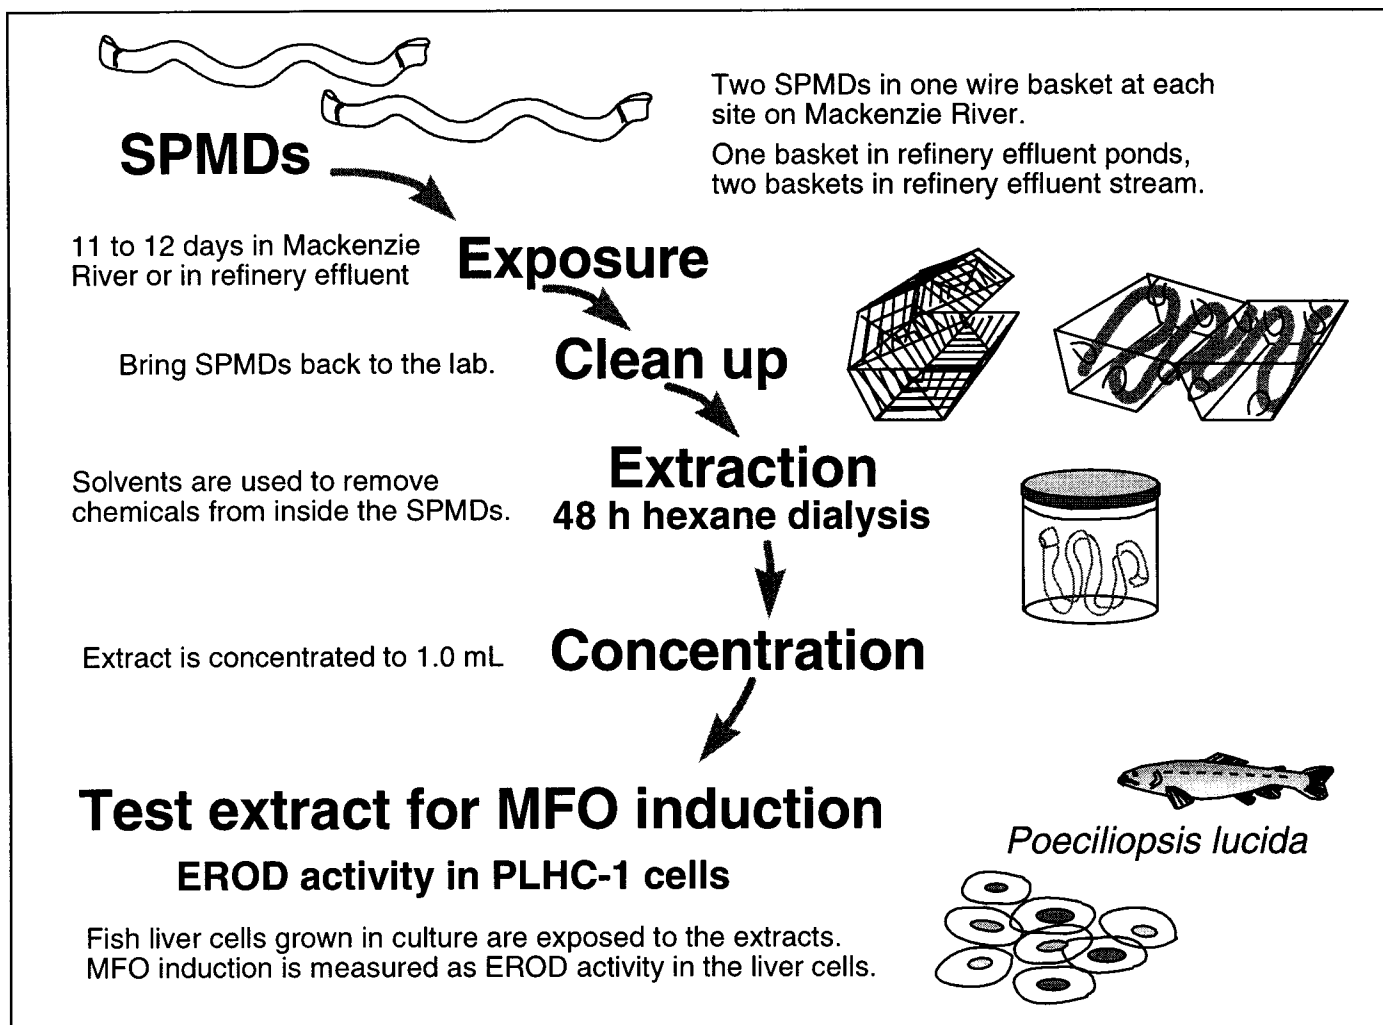 Two SPMDs in one wire basket at each
site on Mackenzie River.
One basket in refinery effluent ponds,
two baskets in refinery effluent stream.
SPMDs
11 to 12 days in Mackenzie
River or in refinery effluent
Exposure
Bring SPMDs back to the lab.
Clean up
Solvents are used to remove
chemicals from inside the SPMDs.
Extraction
48 h hexane dialysis
Extract is concentrated to 1.0 mL
Concentration
Test extract for MFO induction
EROD activity in PLHC-1 cells
Fish liver cells grown in culture are exposed to the extracts.
MFO induction is measured as EROD activity in the liver cells.
Poeciliopsis lucida